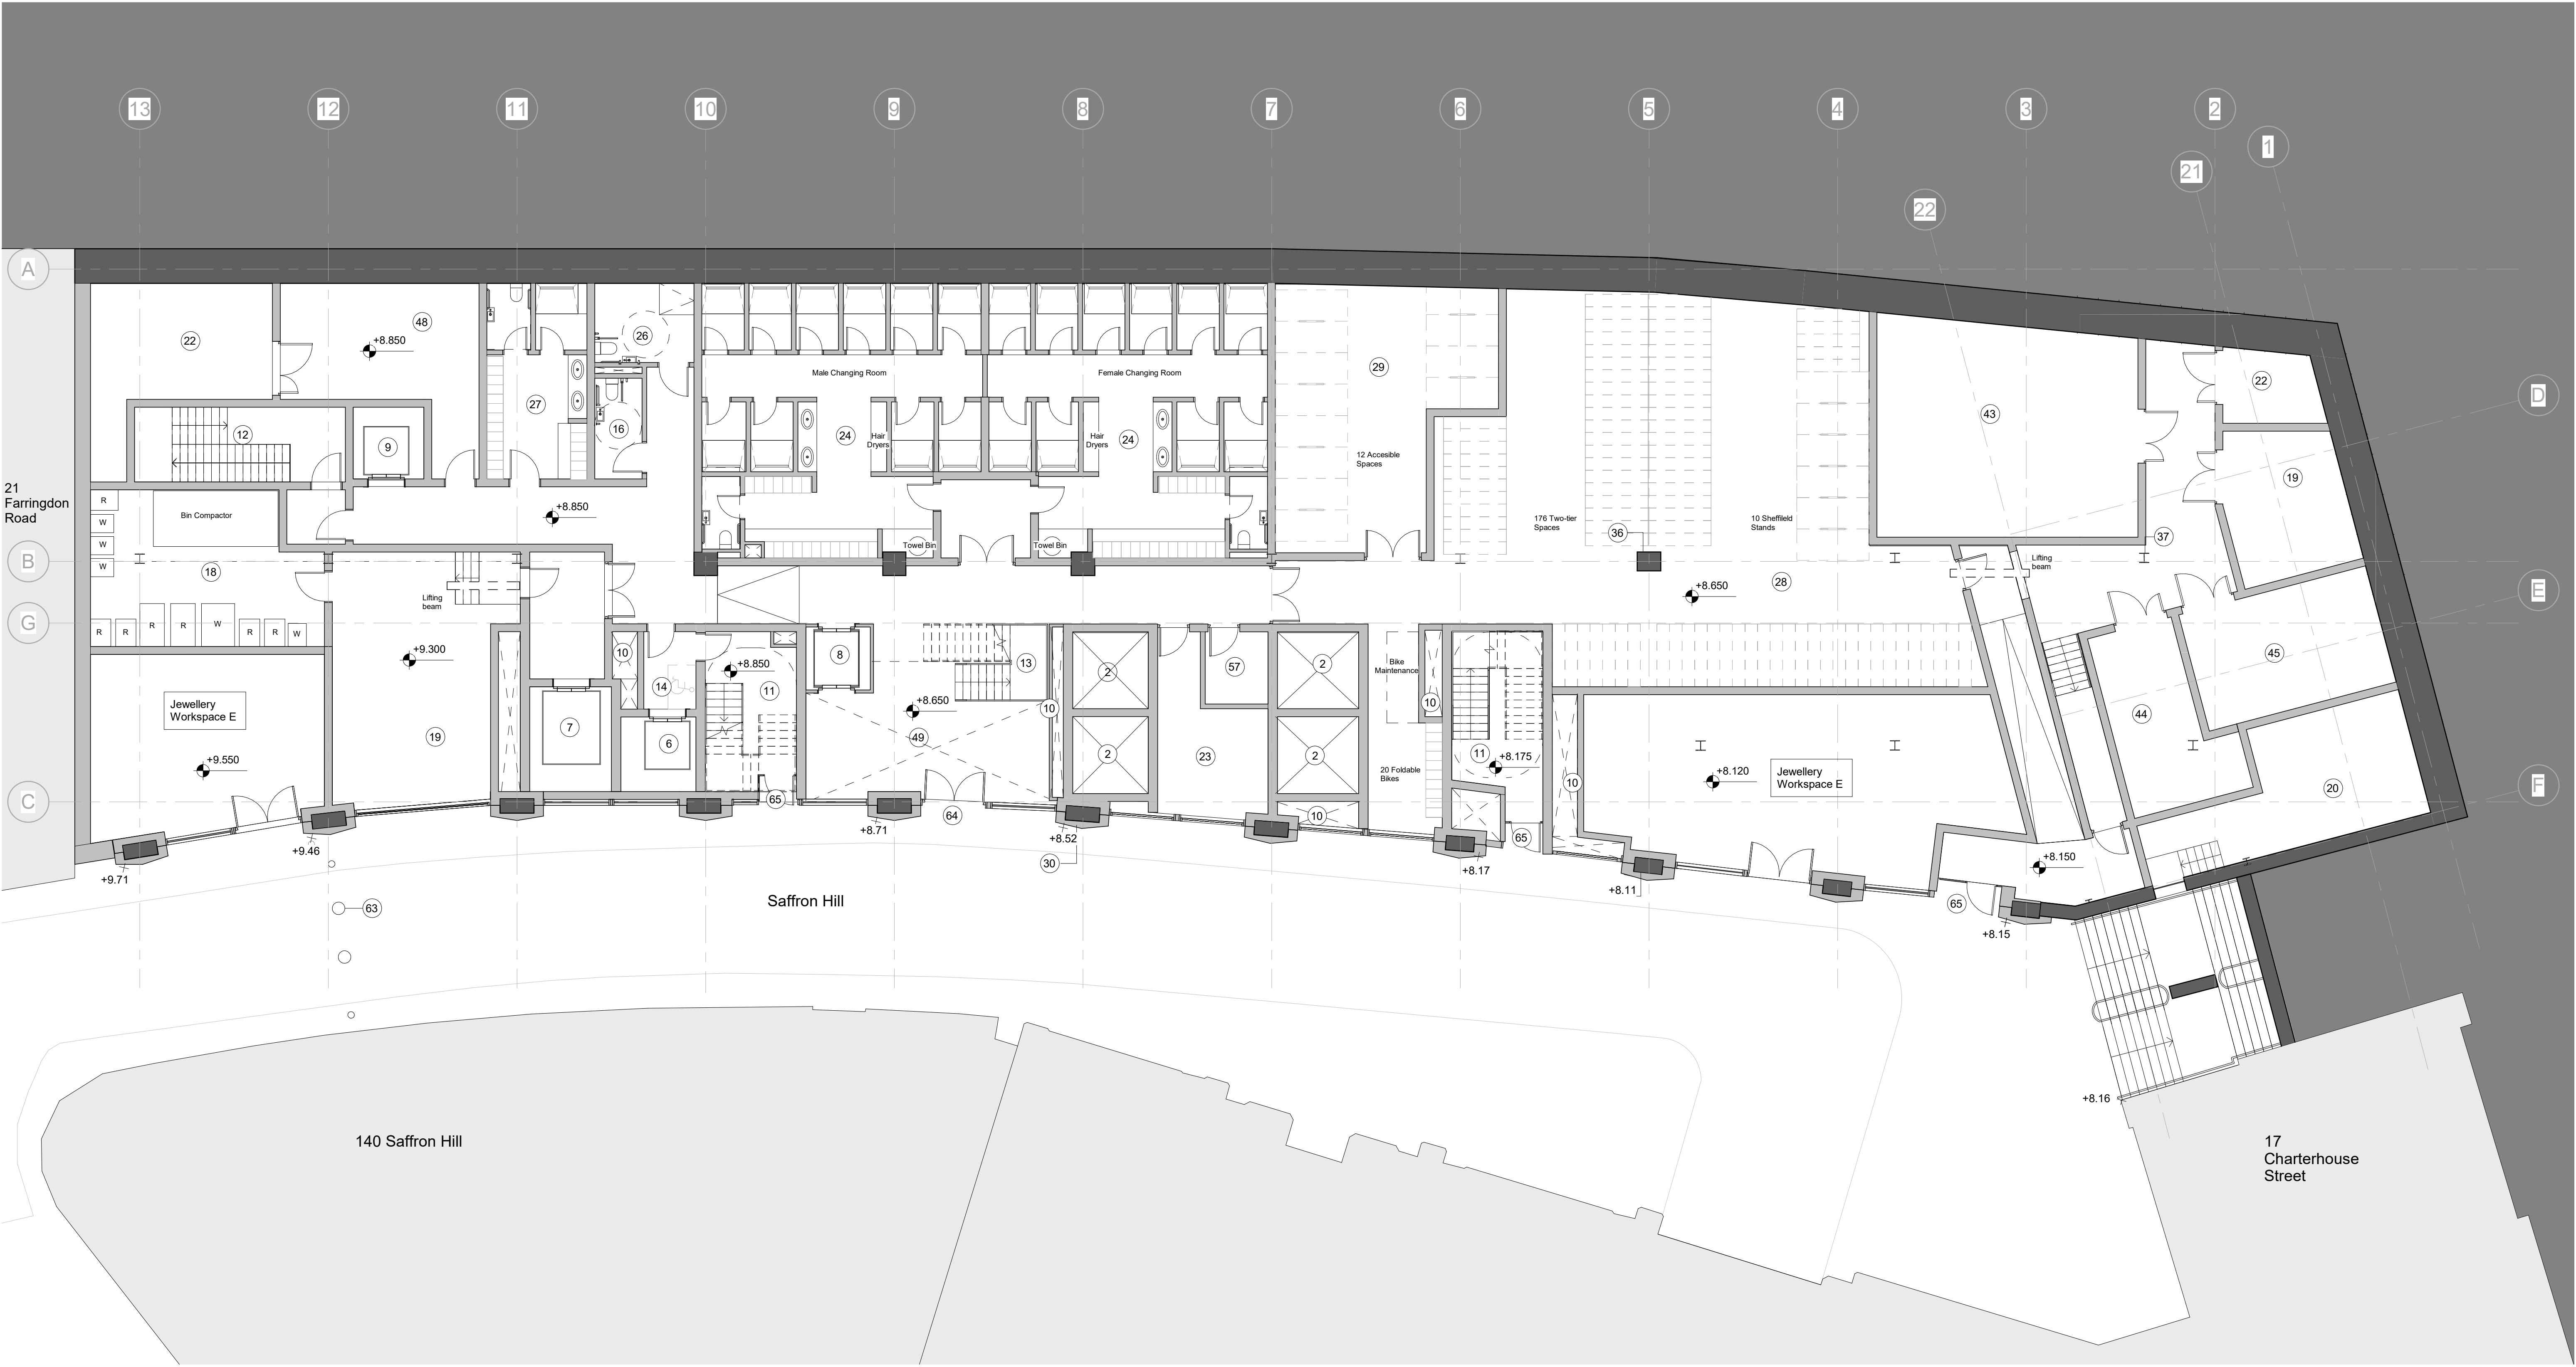 13
12
11
10
9
8
7
6
5
4
3
2
1
21
22
A
48
+8.850
22
26
29
Male Changing Room
Female Changing Room
22
D
27
43
16
12
24
Hair
Dryers
Hair
Dryers
24
9
12 Accesible
Spaces
19
21
Farringdon
Road
R
W
W
W
Bin Compactor
+8.850
176 Two-tier
Spaces
10 Sheffileld
Stands
36
37
Towel Bin
Towel Bin
B
18
Lifting
beam
28
+8.650
E
Lifting
beam
G
R
R
R
R
W
R
R
W
+9.300
10
+8.850
8
13
2
57
2
Bike
Maintenance
45
14
11
10
Jewellery
Workspace E
+8.650
10
44
7
6
19
49
2
23
2
11
+8.175
+9.550
20 Foldable
Bikes
10
+8.120
Jewellery
Workspace E
20
F
C
65
64
10
+8.71
+8.52
65
+9.46
30
+8.17
+8.150
+9.71
+8.11
Saffron Hill
65
63
+8.15
+8.16
140 Saffron Hill
17
Charterhouse
Street